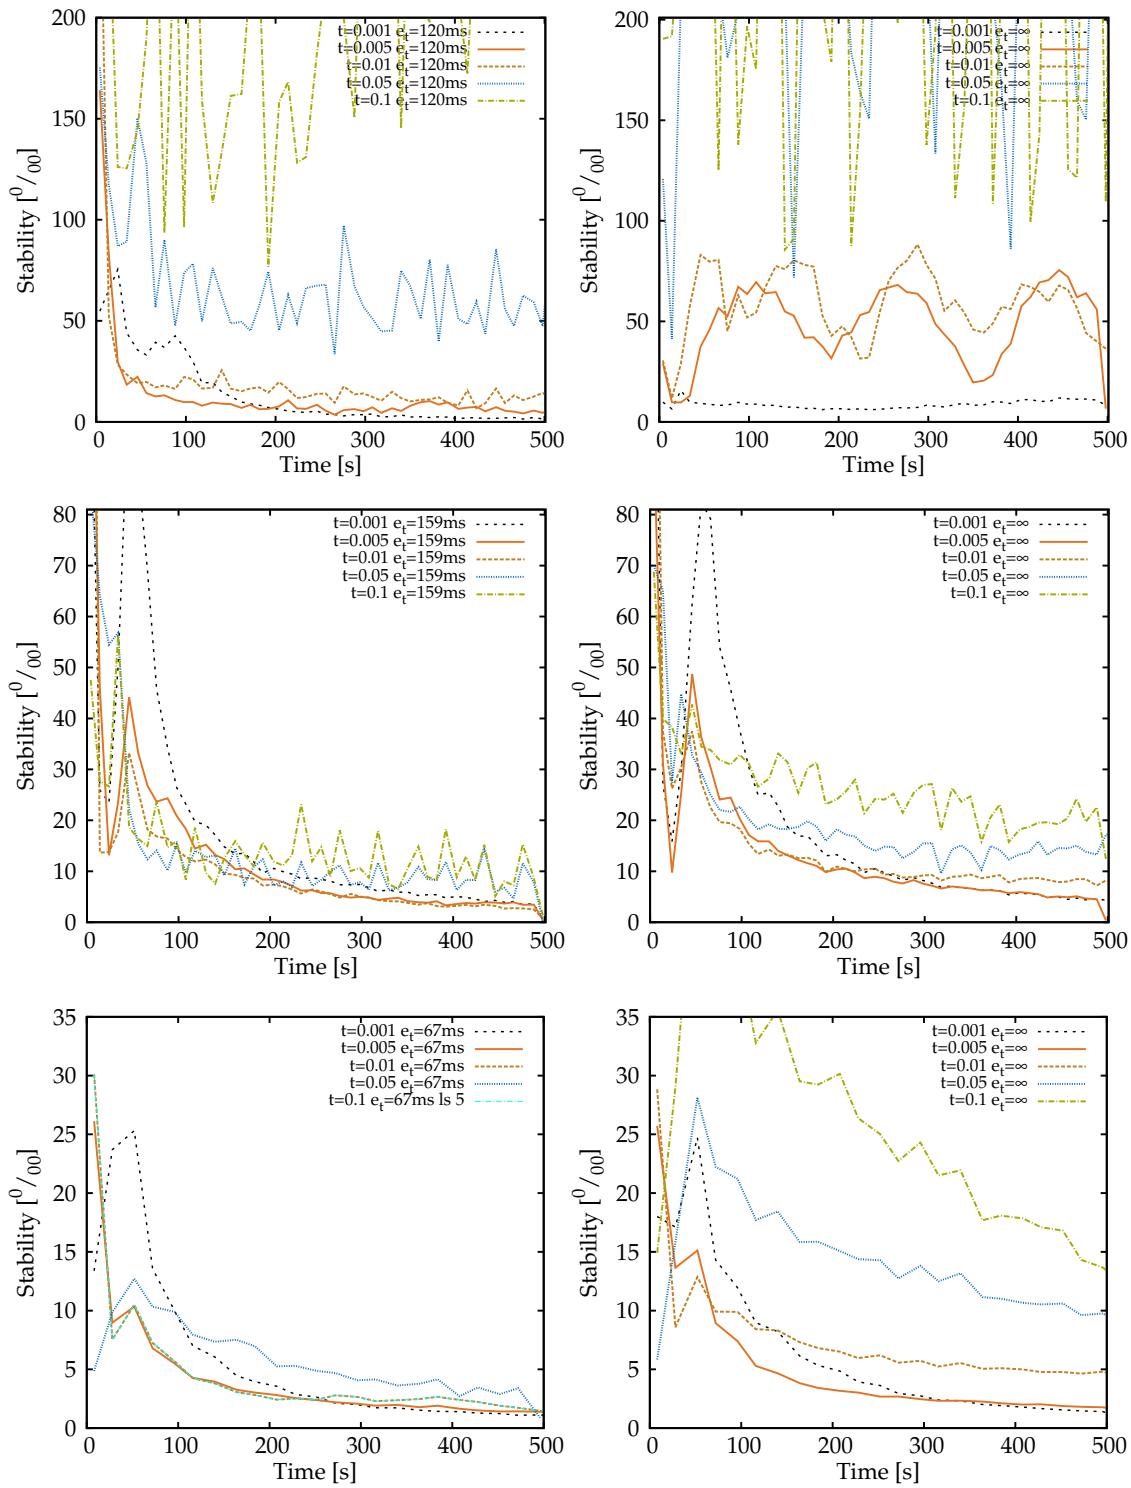 t=0.001 e_t=120ms
t=0.005 e_t=120ms
t=0.01 e_t=120ms
t=0.05 e_t=120ms
t=0.1 e_t=120ms
Stability [⁰/₀₀]
200
150
100
50
0
0 100 200 300 400 500
Time [s]
t=0.001 e_t=∞
t=0.005 e_t=∞
t=0.01 e_t=∞
t=0.05 e_t=∞
t=0.1 e_t=∞
Stability [⁰/₀₀]
200
150
100
50
0
0 100 200 300 400 500
Time [s]
t=0.001 e_t=159ms
t=0.005 e_t=159ms
t=0.01 e_t=159ms
t=0.05 e_t=159ms
t=0.1 e_t=159ms
Stability [⁰/₀₀]
80
70
60
50
40
30
20
10
0
0 100 200 300 400 500
Time [s]
t=0.001 e_t=∞
t=0.005 e_t=∞
t=0.01 e_t=∞
t=0.05 e_t=∞
t=0.1 e_t=∞
Stability [⁰/₀₀]
80
70
60
50
40
30
20
10
0
0 100 200 300 400 500
Time [s]
t=0.001 e_t=67ms
t=0.005 e_t=67ms
t=0.01 e_t=67ms
t=0.05 e_t=67ms
t=0.1 e_t=67ms ls 5
Stability [⁰/₀₀]
35
30
25
20
15
10
5
0
0 100 200 300 400 500
Time [s]
t=0.001 e_t=∞
t=0.005 e_t=∞
t=0.01 e_t=∞
t=0.05 e_t=∞
t=0.1 e_t=∞
Stability [⁰/₀₀]
35
30
25
20
15
10
5
0
0 100 200 300 400 500
Time [s]